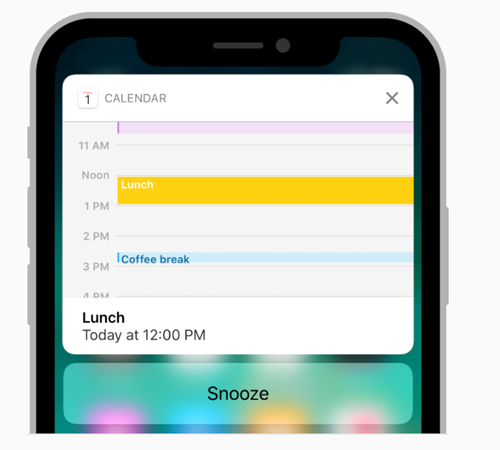 1 CALENDAR
11 AM
Noon
Lunch
1 PM
2 PM
Coffee break
3 PM
4 PM
Lunch
Today at 12:00 PM
Snooze